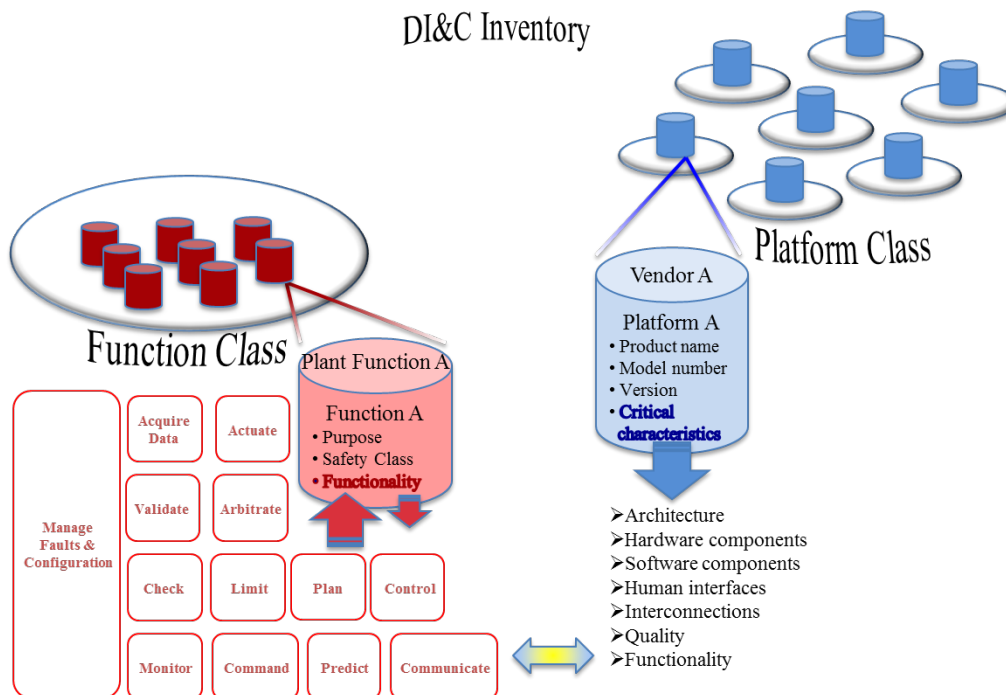 DI&C Inventory
Platform Class
Function Class
Vendor A
Platform A
• Product name
• Model number
• Version
• Critical
characteristics
Plant Function A
Function A
• Purpose
• Safety Class
• Functionality
Manage
Faults &
Configuration
Acquire
Data
Actuate
Validate
Arbitrate
Check
Limit
Plan
Control
Monitor
Command
Predict
Communicate
➢Architecture
➢Hardware components
➢Software components
➢Human interfaces
➢Interconnections
➢Quality
➢Functionality